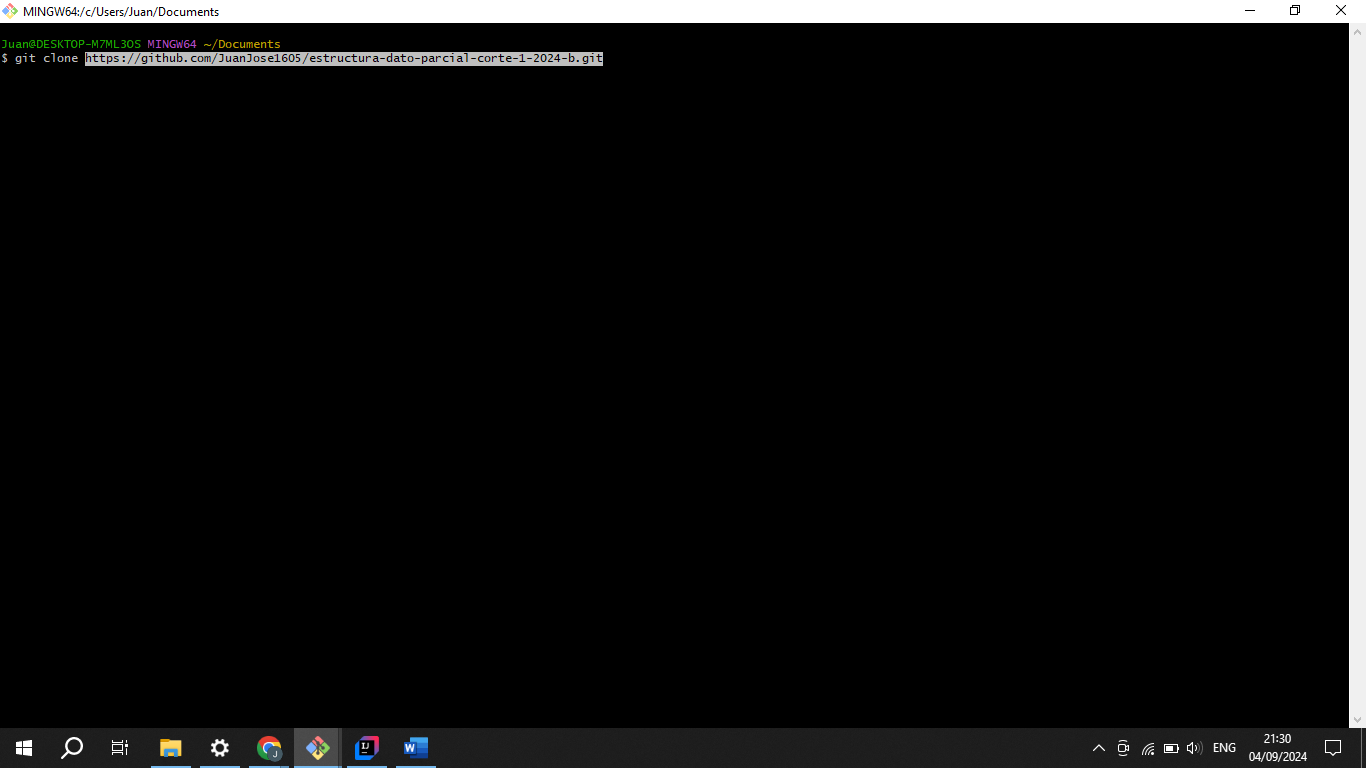 MINGW64:/c/Users/Juan/Documents
Juan@DESKTOP-M7ML3OS MINGW64 ~/Documents
$ git clone https://github.com/JuanJose1605/estructura-dato-parcial-corte-1-2024-b.git
J
IJ
W
ENG
21:30
04/09/2024